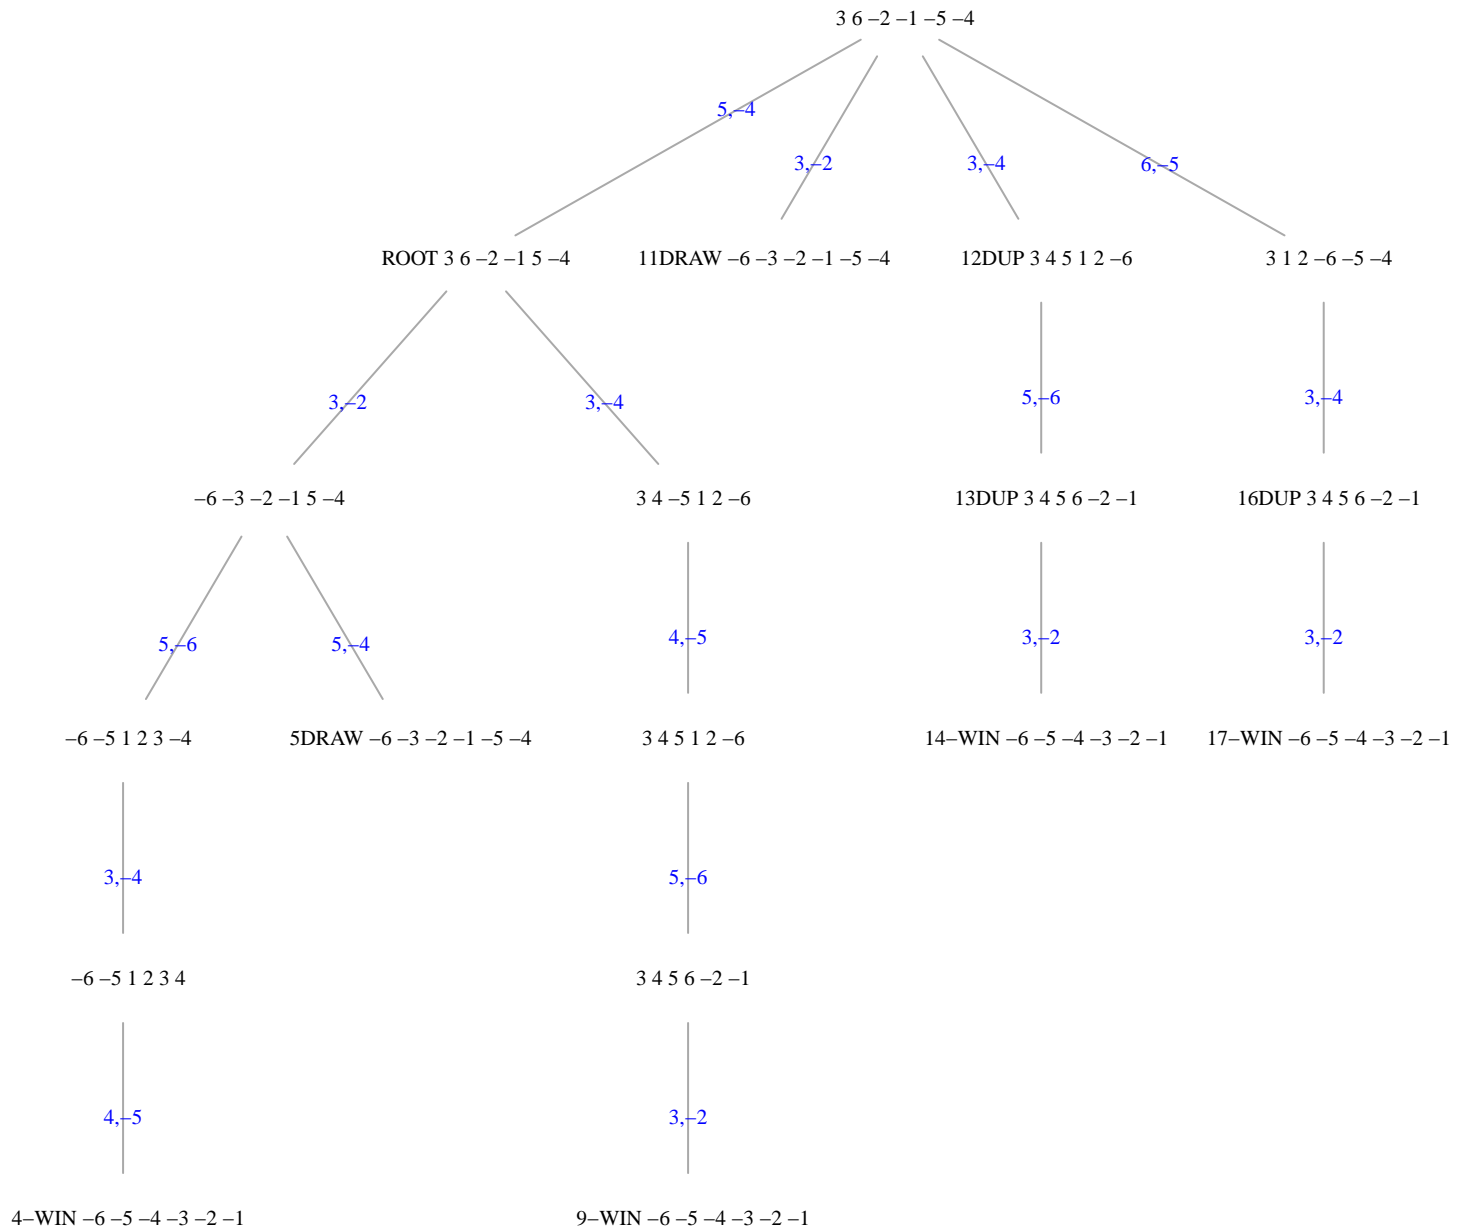 3 6 −2 −1 −5 −4
5,−4
3,−2
3,−4
6,−5
ROOT 3 6 −2 −1 5 −4
11DRAW −6 −3 −2 −1 −5 −4
12DUP 3 4 5 1 2 −6
3 1 2 −6 −5 −4
3,−2
3,−4
5,−6
3,−4
−6 −3 −2 −1 5 −4
3 4 −5 1 2 −6
13DUP 3 4 5 6 −2 −1
16DUP 3 4 5 6 −2 −1
5,−6
5,−4
4,−5
3,−2
3,−2
−6 −5 1 2 3 −4
5DRAW −6 −3 −2 −1 −5 −4
3 4 5 1 2 −6
14−WIN −6 −5 −4 −3 −2 −1
17−WIN −6 −5 −4 −3 −2 −1
3,−4
5,−6
−6 −5 1 2 3 4
3 4 5 6 −2 −1
4,−5
3,−2
4−WIN −6 −5 −4 −3 −2 −1
9−WIN −6 −5 −4 −3 −2 −1